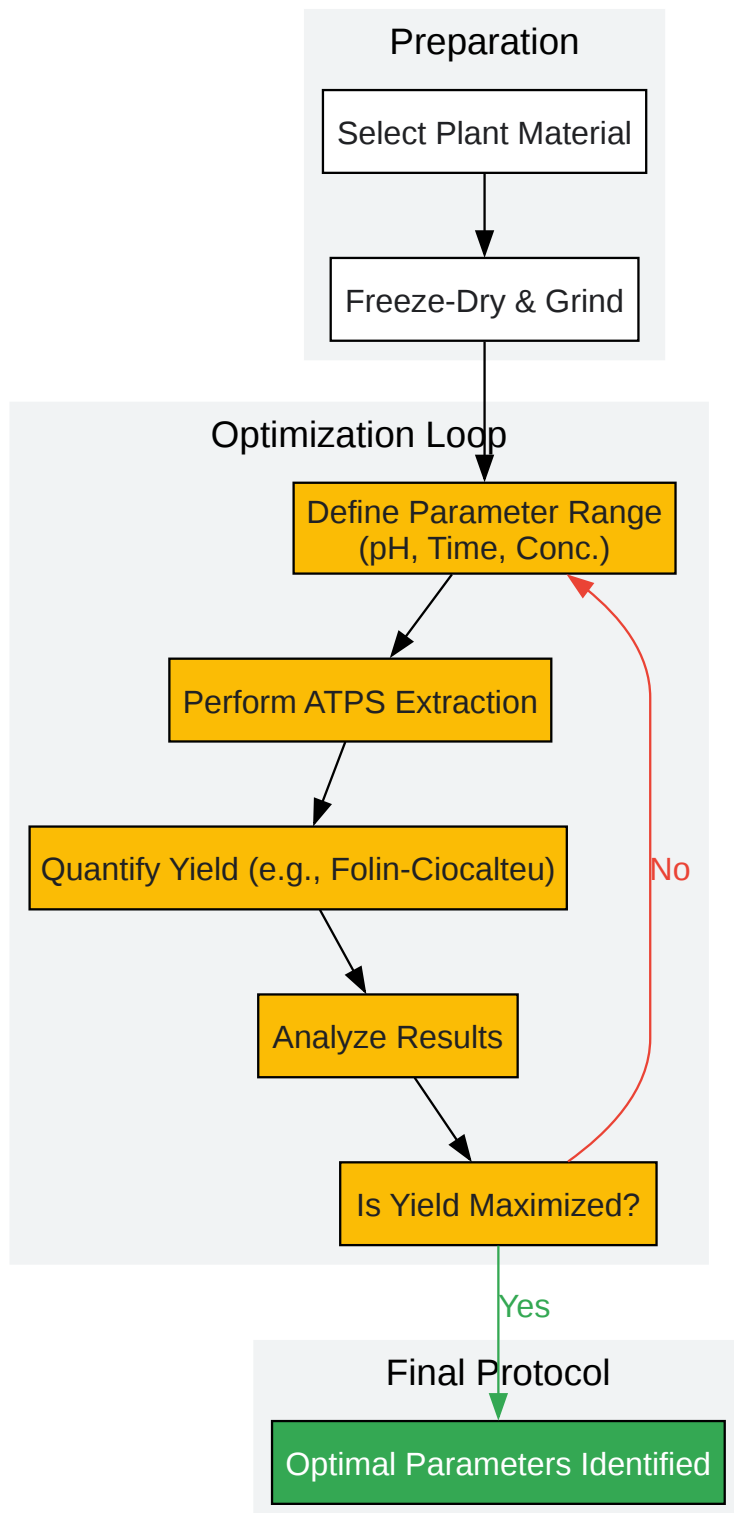 Preparation
Select Plant Material
Freeze-Dry & Grind
Optimization Loop
Define Parameter Range
(pH, Time, Conc.)
Perform ATPS Extraction
Quantify Yield (e.g., Folin-Ciocalteu)
No
Analyze Results
Is Yield Maximized?
Yes
Final Protocol
Optimal Parameters Identified